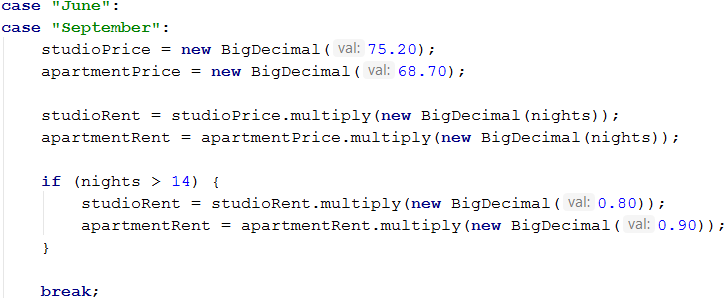 case "June":
case "September":
studioPrice = new BigDecimal( val: 75.20);
apartmentPrice = new BigDecimal( val: 68.70);
studioRent = studioPrice.multiply(new BigDecimal(nights));
apartmentRent = apartmentPrice.multiply(new BigDecimal(nights));
if (nights > 14) {
studioRent = studioRent.multiply(new BigDecimal( val: 0.80));
apartmentRent = apartmentRent.multiply(new BigDecimal( val: 0.90));
}
break;